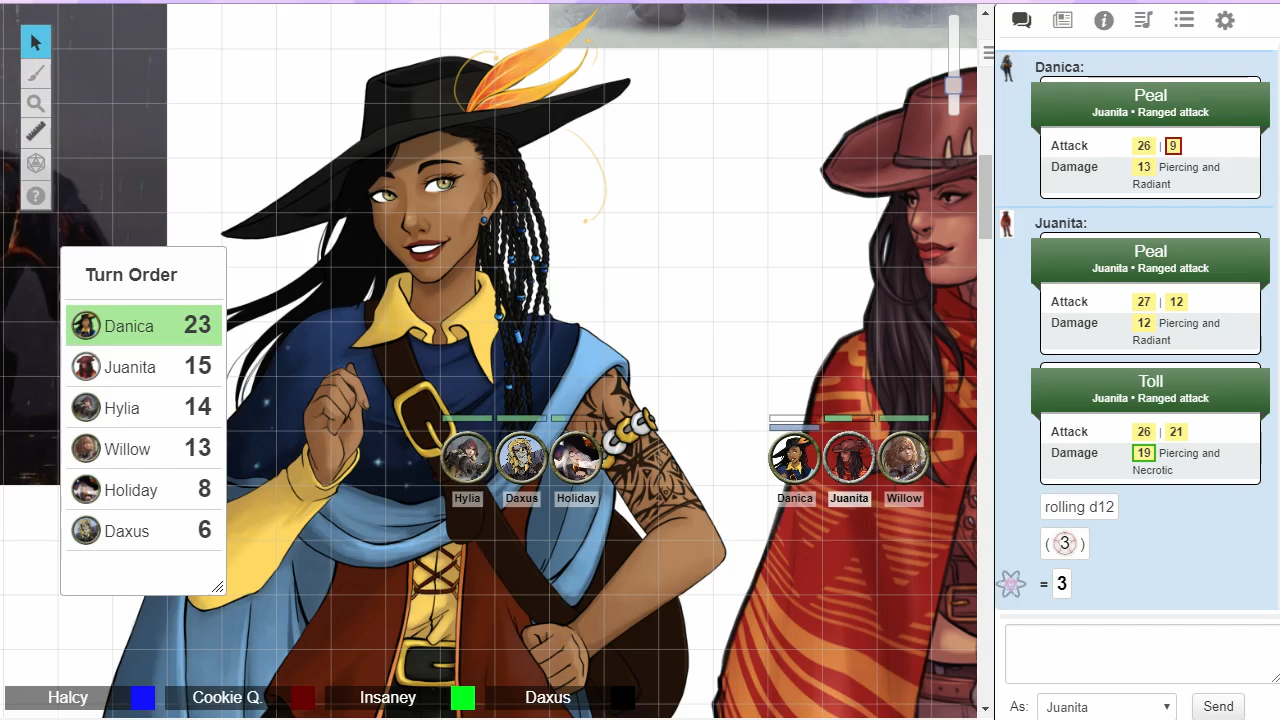 Turn Order
Danica 23
Juanita 15
Hylia 14
Willow 13
Holiday 8
Daxus 6
Hylia
Daxus
Holiday
Danica
Juanita
Willow
Halcy
Cookie Q.
Insaney
Daxus
Danica:
Peal
Juanita • Ranged attack
Attack 26 | 9
Damage 13 Piercing and
Radiant
Juanita:
Peal
Juanita • Ranged attack
Attack 27 | 12
Damage 12 Piercing and
Radiant
Toll
Juanita • Ranged attack
Attack 26 | 21
Damage 19 Piercing and
Necrotic
rolling d12
( 3 )
= 3
As: Juanita
Send